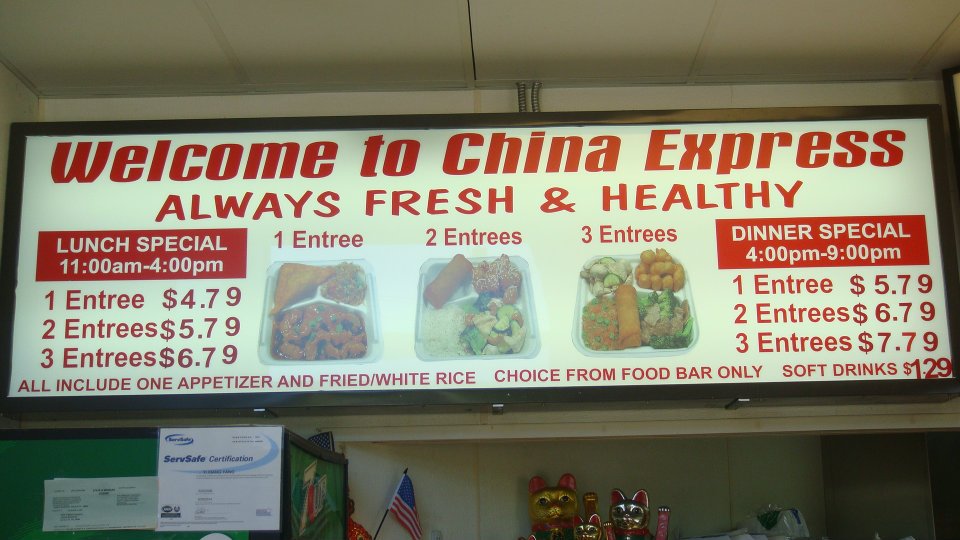 Welcome to China Express
ALWAYS FRESH & HEALTHY
LUNCH SPECIAL
11:00am-4:00pm
1 Entree $4.79
2 Entrees $5.79
3 Entrees $6.79
1 Entree
2 Entrees
3 Entrees
DINNER SPECIAL
4:00pm-9:00pm
1 Entree $5.79
2 Entrees $6.79
3 Entrees $7.79
ALL INCLUDE ONE APPETIZER AND FRIED/WHITE RICE CHOICE FROM FOOD BAR ONLY SOFT DRINKS $1.29
ServSafe
ServSafe Certification